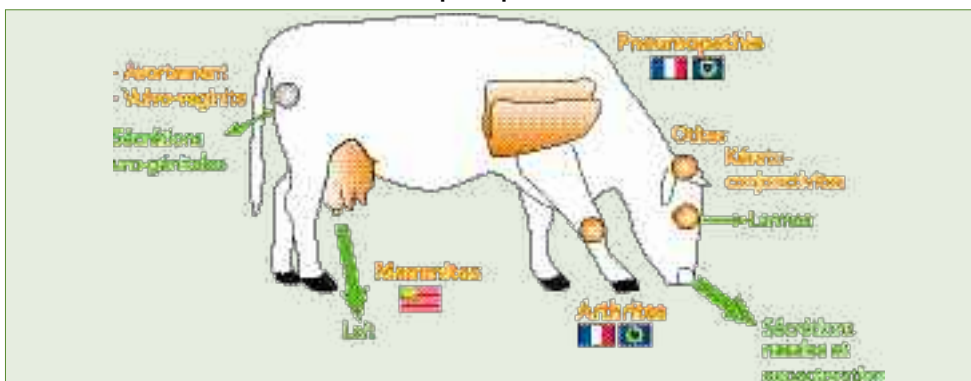 Pneumopathie
- Avortement
- Vulvo-vaginite
Sécrétions
uro-génitales
Otites
Kérato-
conjonctivites
Larmes
Mammites
Lait
Arthrites
Sécrétions
nasales et